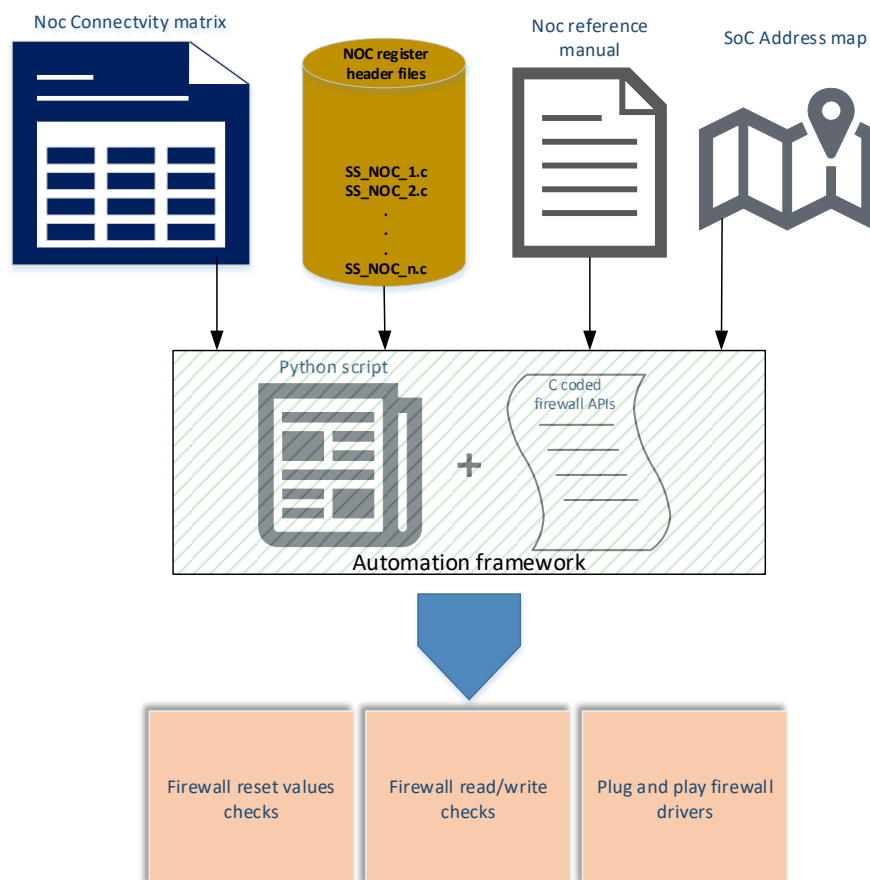 Noc Connectvity matrix
NOC register
header files
SS_NOC_1.c
SS_NOC_2.c
.
.
.
SS_NOC_n.c
Noc reference
manual
SoC Address map
Python script
C coded
firewall APIs
+
Automation framework
Firewall reset values
checks
Firewall read/write
checks
Plug and play firewall
drivers